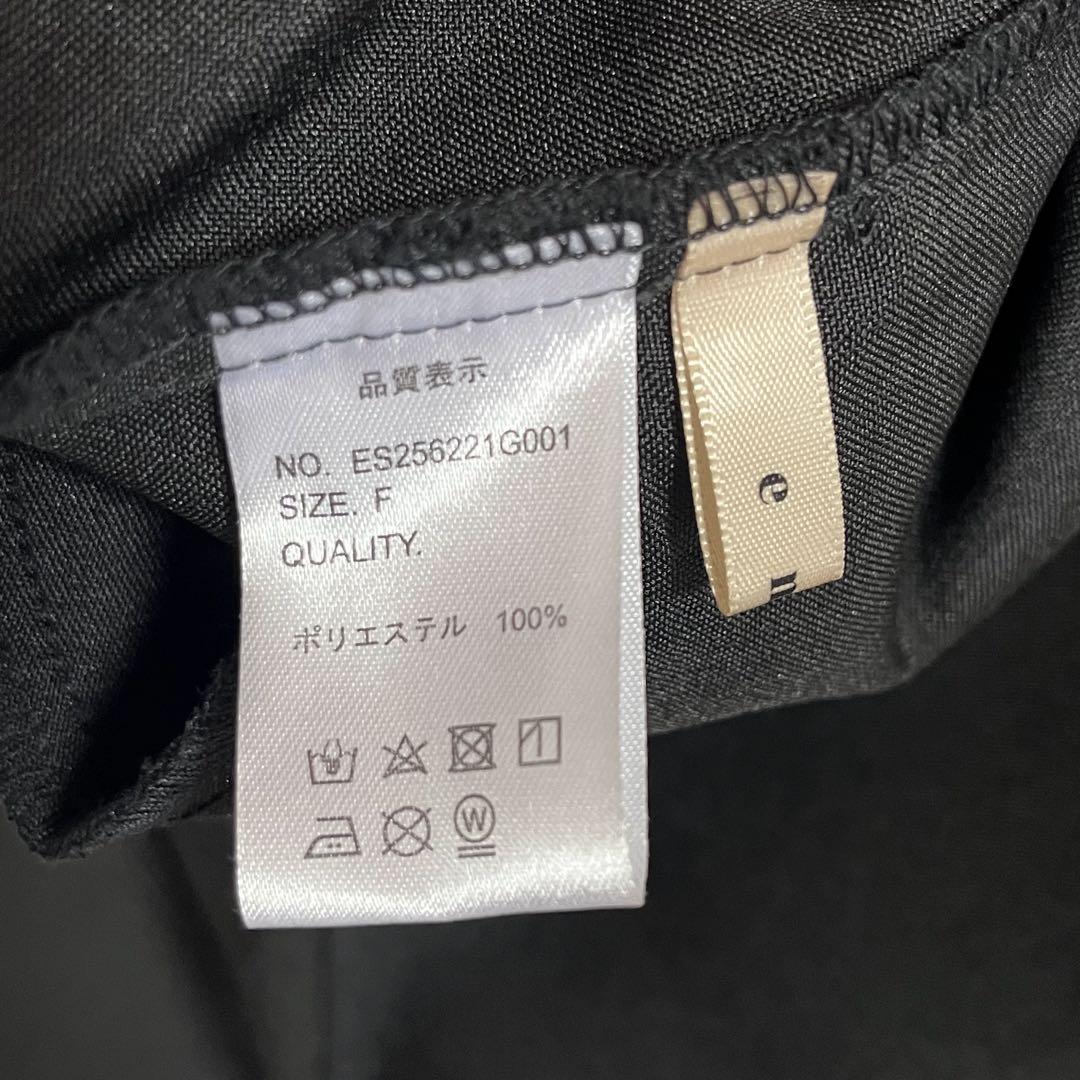 品質表示
NO. ES256221G001
SIZE. F
QUALITY.
ポリエステル 100%
W
e
n